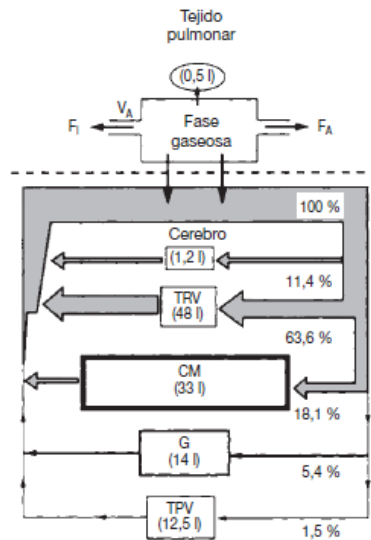 Tejido
pulmonar
(0,5 l)
V_A
F_I
Fase
gaseosa
F_A
100 %
Cerebro
(1,2 l)
11,4 %
TRV
(48 l)
63,6 %
CM
(33 l)
18,1 %
G
(14 l)
5,4 %
TPV
(12,5 l)
1,5 %